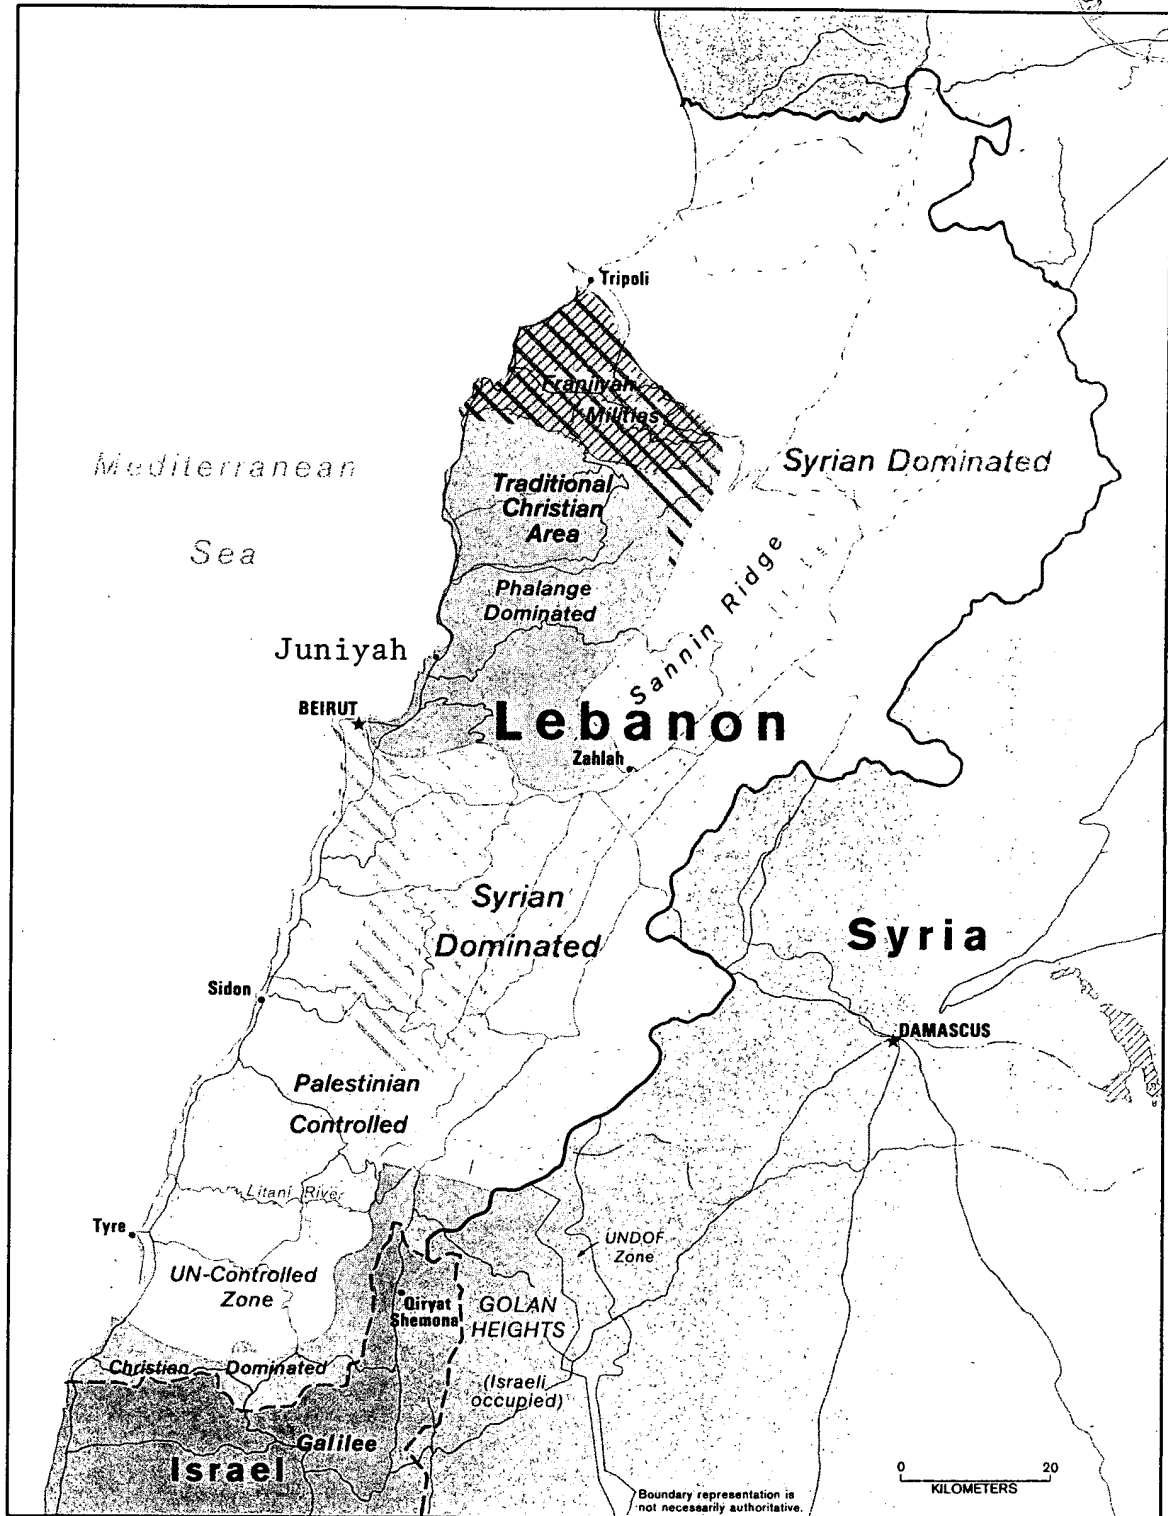 Tripoli
Franjiyah
Militias
Mediterranean
Sea
Syrian Dominated
Traditional
Christian
Area
Phalange
Dominated
Sannin Ridge
Juniyah
BEIRUT
Lebanon
Zahlah
Syrian
Dominated
Syria
Sidon
DAMASCUS
Palestinian
Controlled
Litani River
Tyre
UNDOF
Zone
UN-Controlled
Zone
Qiryat
Shemona
GOLAN
HEIGHTS
(Israeli
occupied)
Christian Dominated
Galilee
Israel
0 20
KILOMETERS
Boundary representation is
not necessarily authoritative.